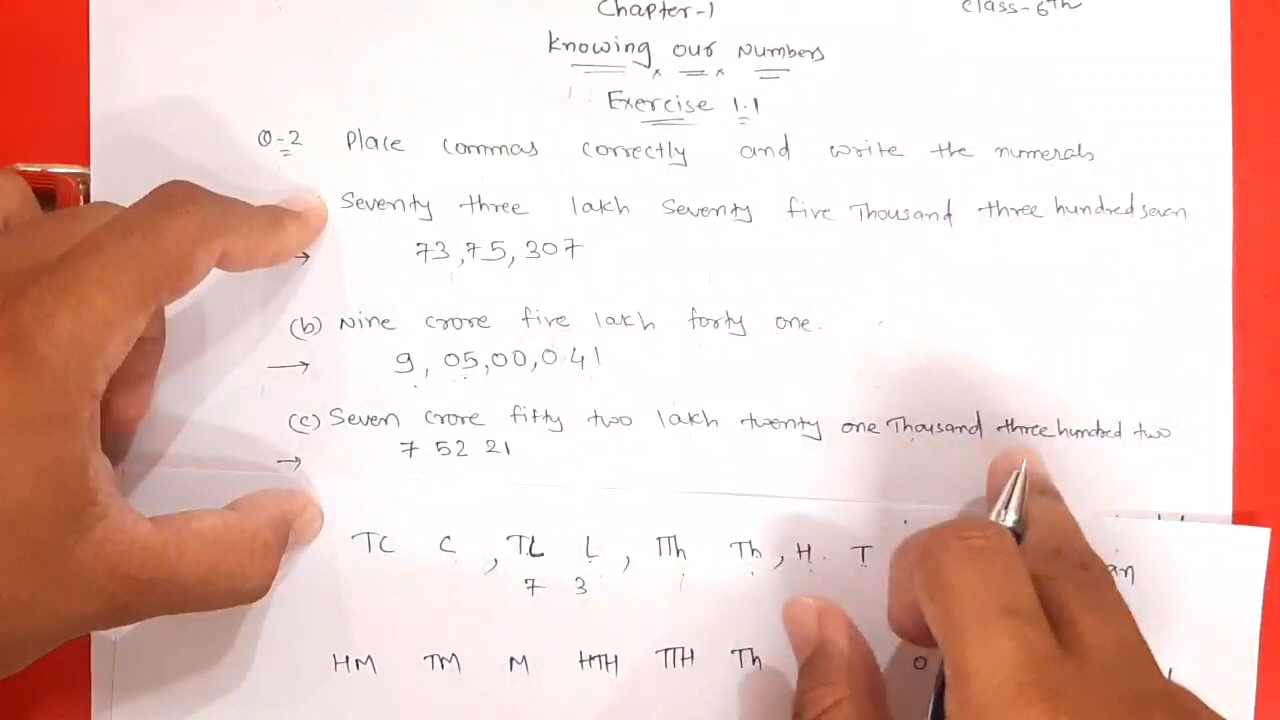 Chapter-1
Class-6th
Knowing our Numbers
Exercise 1.1
Q-2 Place commas correctly and write the numerals
Seventy three lakh Seventy five Thousand three hundred seven
→ 73,75,307
(b) Nine crore five lakh forty one.
→ 9, 05,00,041
(c) Seven crore fifty two lakh twenty one Thousand three hundred two
→ 7 52 21
TC C , TL L , TTh Th , H T
7 3
an
HM TM M HTH TTH Th
0